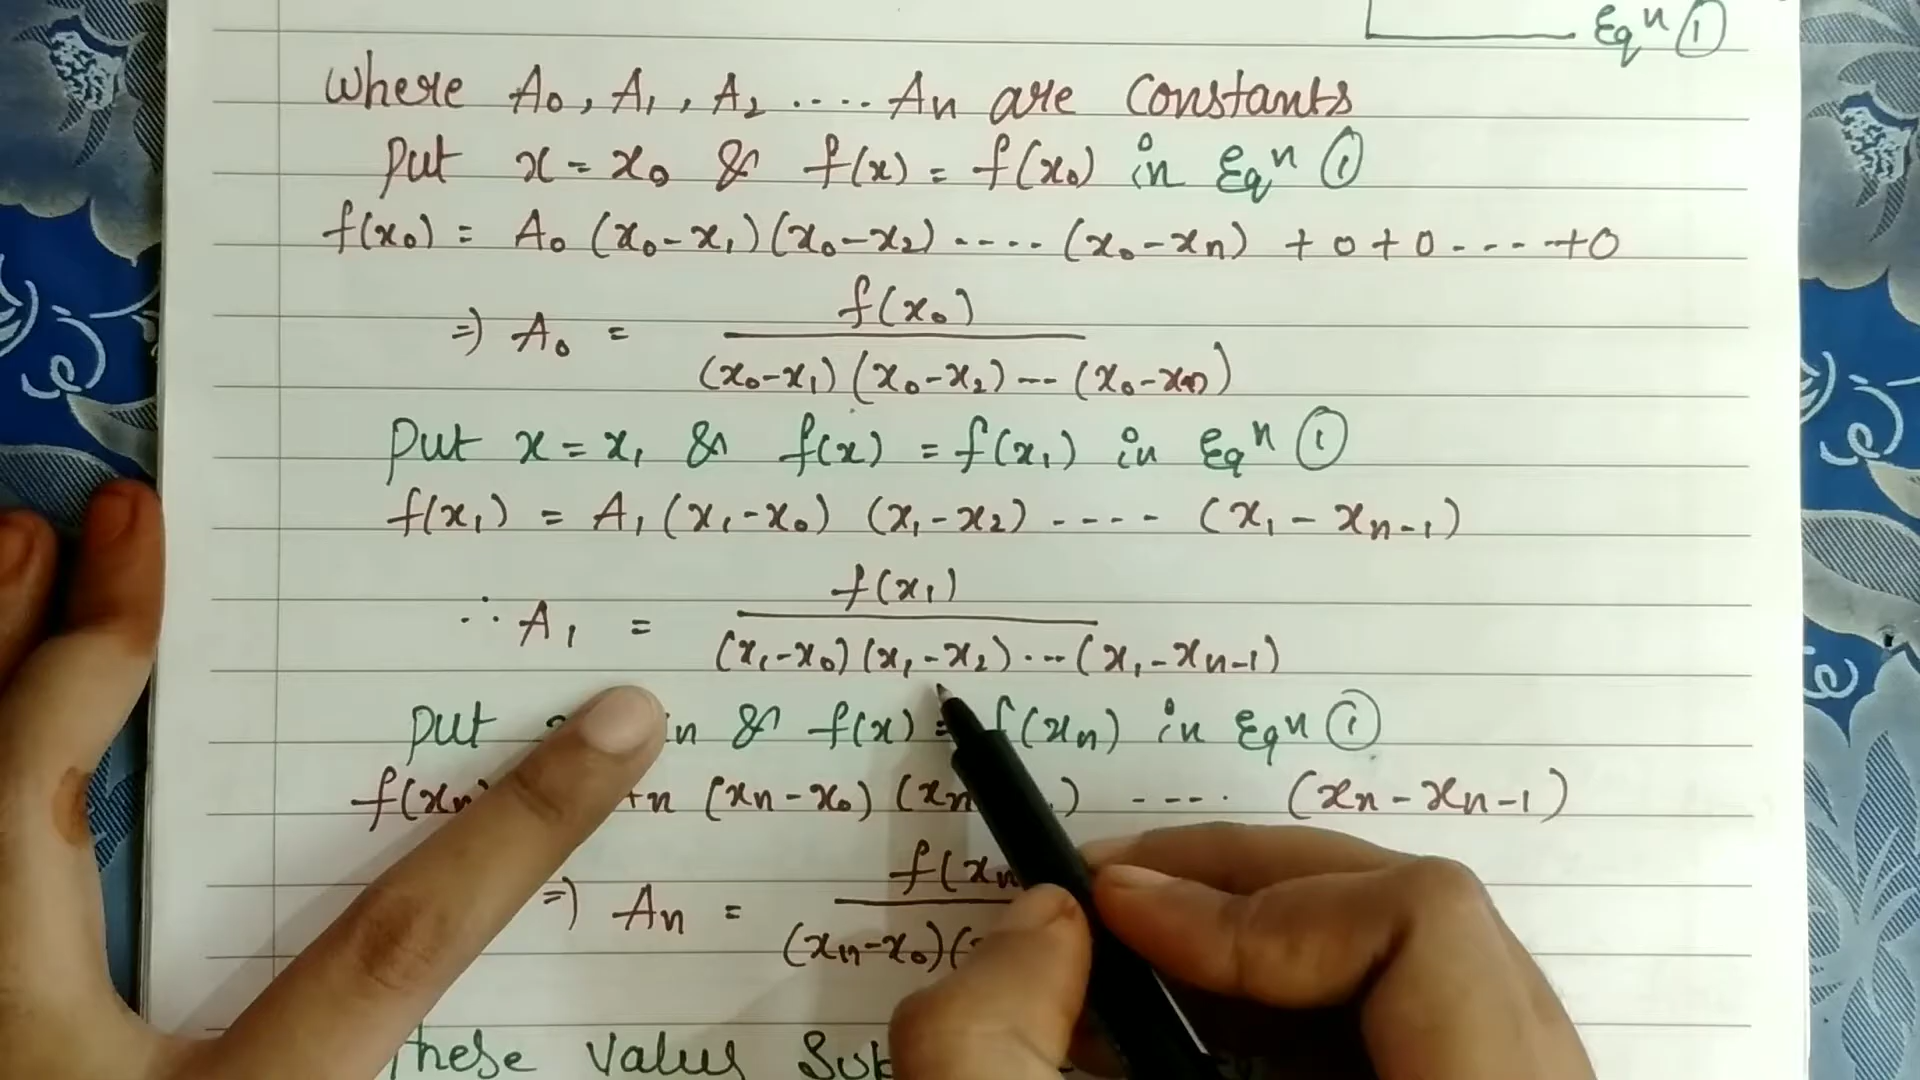 Eqⁿ ①
where A₀, A₁, A₂ ..... Aₙ are constants
Put x = x₀ & f(x) = f(x₀) in Eqⁿ ①
f(x₀) = A₀ (x₀-x₁)(x₀-x₂) ----- (x₀-xₙ) + 0 + 0 - - - - +0
=) A₀ = f(x₀) / (x₀-x₁)(x₀-x₂) --- (x₀-xₙ)
Put x = x₁ & f(x) = f(x₁) in Eqⁿ ①
f(x₁) = A₁ (x₁-x₀) (x₁-x₂) - - - - (x₁ - xₙ₋₁)
∴ A₁ = f(x₁) / (x₁-x₀)(x₁-x₂) ... (x₁-xₙ₋₁)
Put & f(x) = f(xₙ) in Eqⁿ ①
f(xₙ (xₙ-x₀) (xₙ ) - - - - (xₙ - xₙ₋₁)
=) Aₙ = f(xₙ / (xₙ-x₀)(
These Value